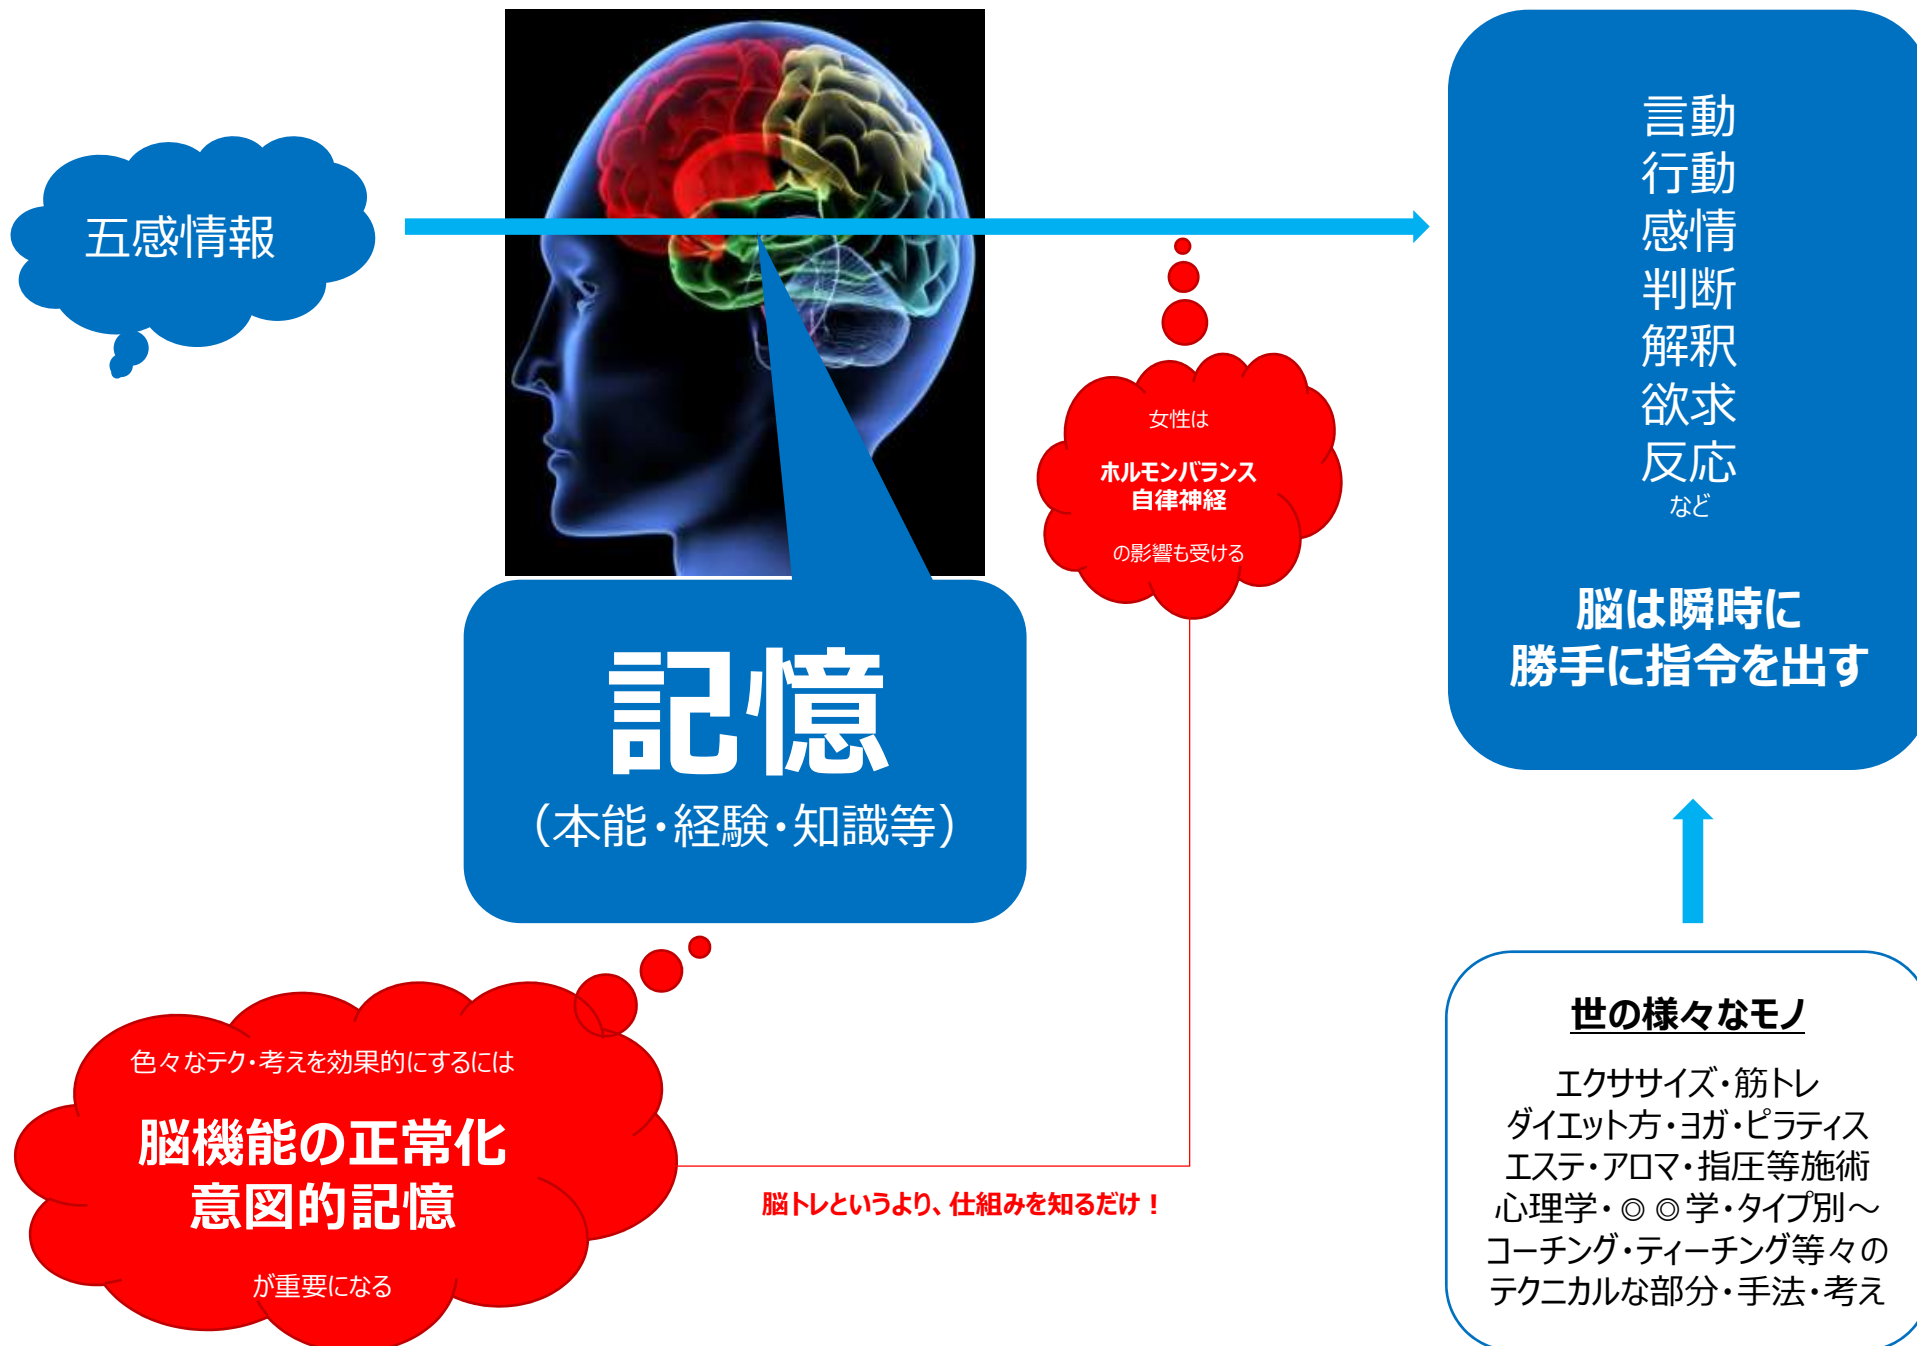 五感情報
言動
行動
感情
判断
解釈
欲求
反応
など
脳は瞬時に
勝手に指令を出す
女性は
ホルモンバランス
自律神経
の影響も受ける
記憶
（本能・経験・知識等）
色々なテク・考えを効果的にするには
脳機能の正常化
意図的記憶
が重要になる
脳トレというより、仕組みを知るだけ！
世の様々なモノ
エクササイズ・筋トレ
ダイエット方・ヨガ・ピラティス
エステ・アロマ・指圧等施術
心理学・◎◎学・タイプ別～
コーチング・ティーチング等々の
テクニカルな部分・手法・考え